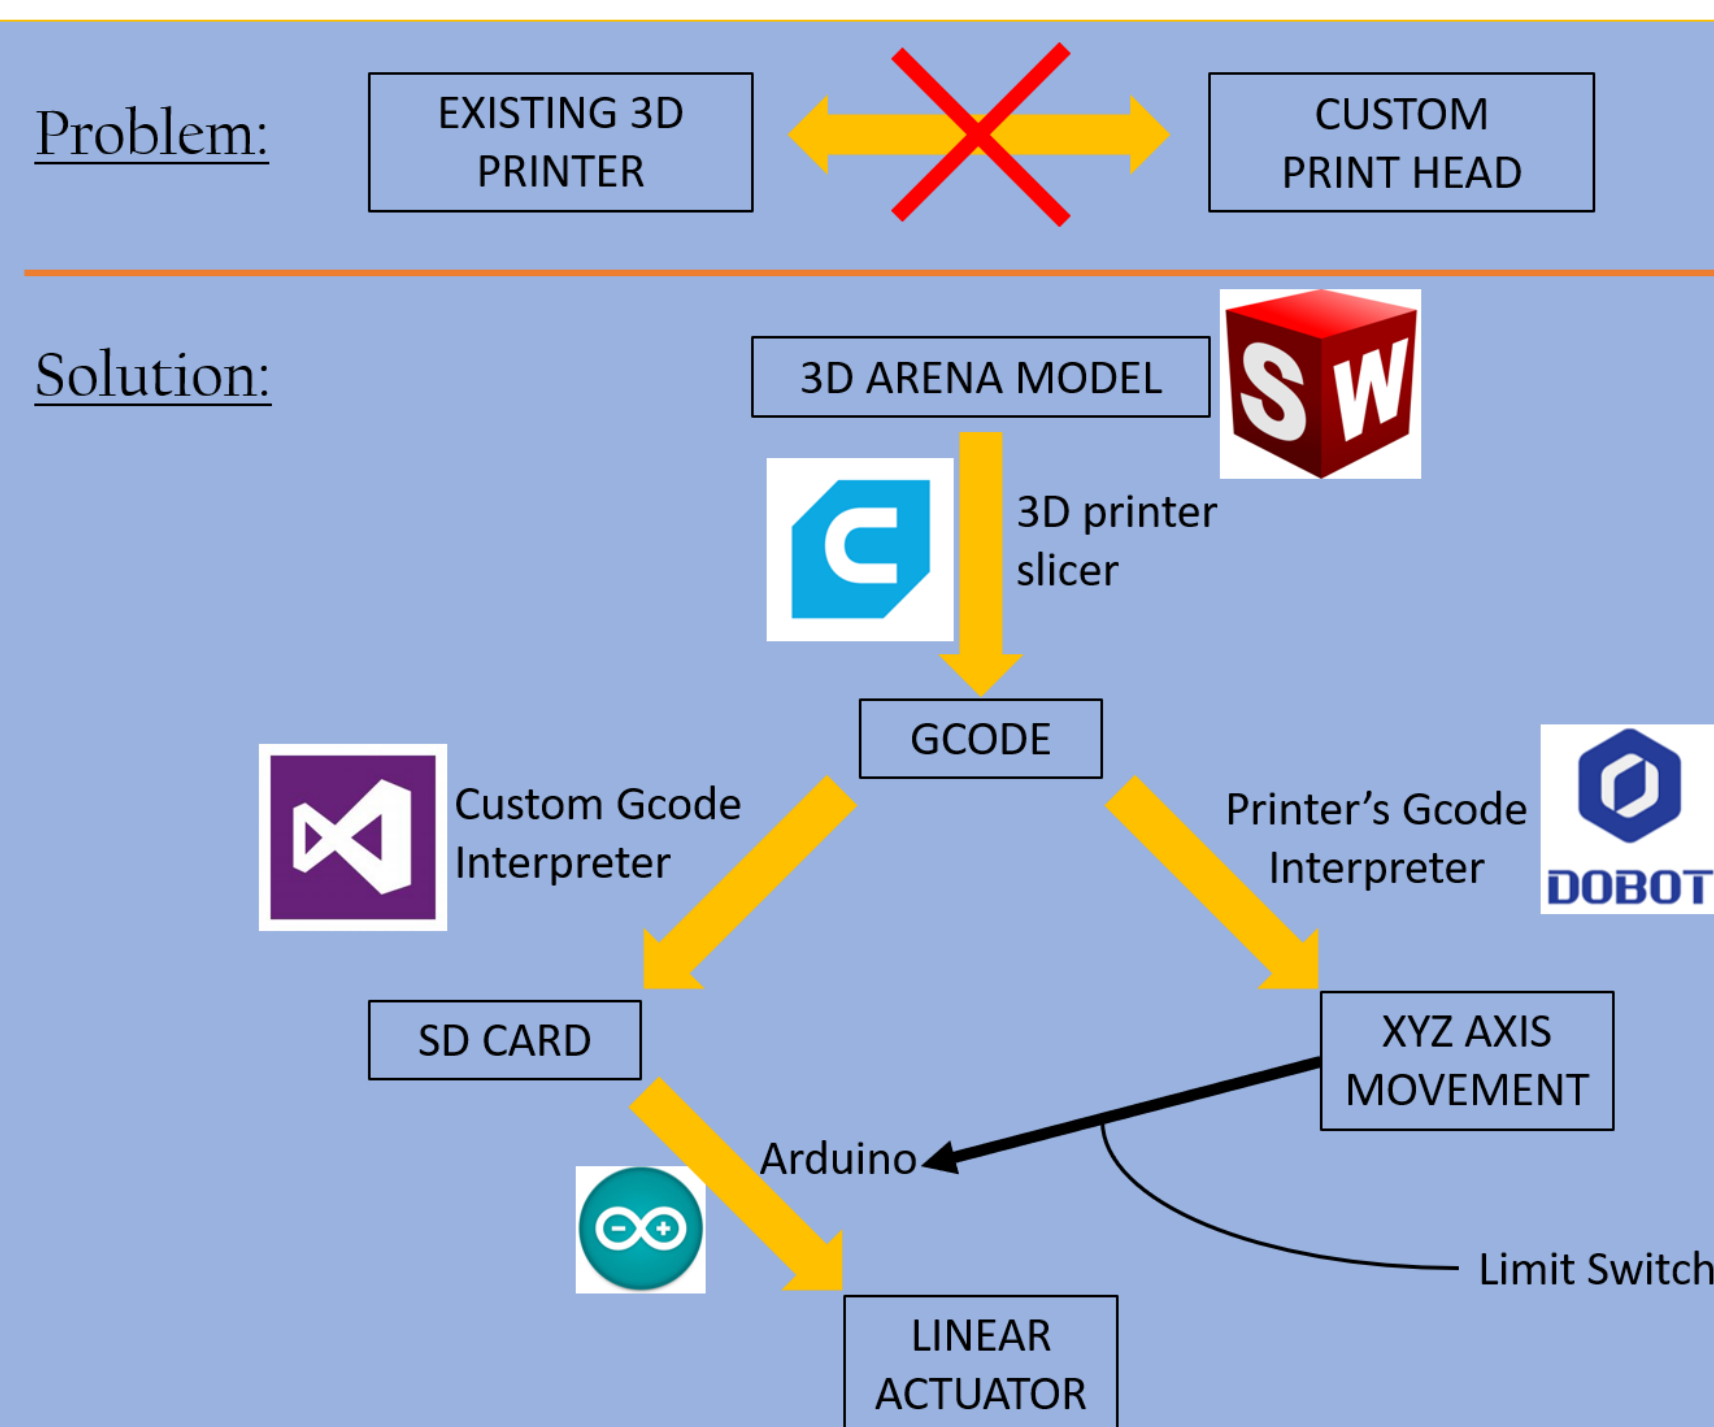 Problem:
EXISTING 3D
PRINTER
CUSTOM
PRINT HEAD
Solution:
3D ARENA MODEL
SW
3D printer
slicer
C
GCODE
Custom Gcode
Interpreter
Printer’s Gcode
Interpreter
DOBOT
SD CARD
XYZ AXIS
MOVEMENT
Arduino
Limit Switch
LINEAR
ACTUATOR